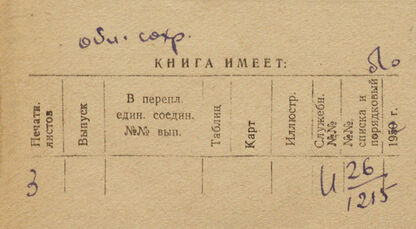 обл. сохр.
КНИГА ИМЕЕТ:
Печатн. листов
Выпуск
В перепл. един. соедин. №№ вып.
Таблиц
Карт
Иллюстр.
Служебн. №№
№№ списка и порядковый
195 г.
3
И 26/1215